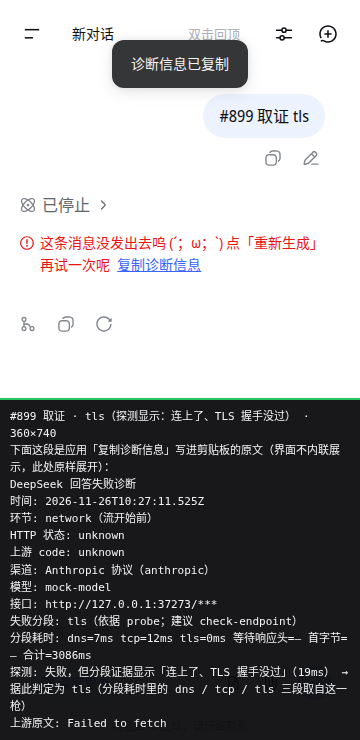 新对话
双击回顶
诊断信息已复制
#899 取证 tls
已停止
这条消息没发出去呜 (´；ω；`) 点「重新生成」
再试一次呢 复制诊断信息
#899 取证 · tls（探测显示：连上了、TLS 握手没过） ·
360×740
下面这段是应用「复制诊断信息」写进剪贴板的原文（界面不内联展
示，此处原样展开）：
DeepSeek 回答失败诊断
时间: 2026-11-26T10:27:11.525Z
环节: network（流开始前）
HTTP 状态: unknown
上游 code: unknown
渠道: Anthropic 协议（anthropic）
模型: mock-model
接口: http://127.0.0.1:37273/***
失败分段: tls（依据 probe；建议 check-endpoint）
分段耗时: dns=7ms tcp=12ms tls=0ms 等待响应头=— 首字节=
— 合计=3086ms
探测: 失败，但分段证据显示「连上了、TLS 握手没过」（19ms） →
据此判定为 tls（分段耗时里的 dns / tcp / tls 三段取自这一
枪）
上游原文: Failed to fetch